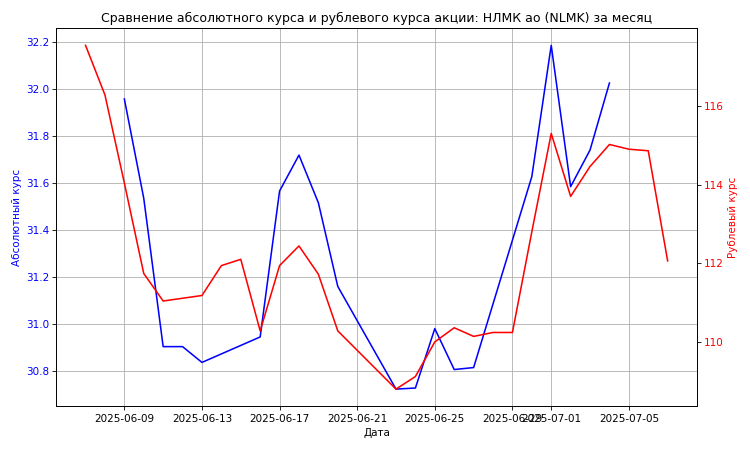 Сравнение абсолютного курса и рублевого курса акции: НЛМК ао (NLMK) за месяц
32.2
32.0
31.8
31.6
31.4
31.2
31.0
30.8
Абсолютный курс
116
114
112
110
Рублевый курс
2025-06-09 2025-06-13 2025-06-17 2025-06-21 2025-06-25 2025-06-29 2025-07-01 2025-07-05
Дата